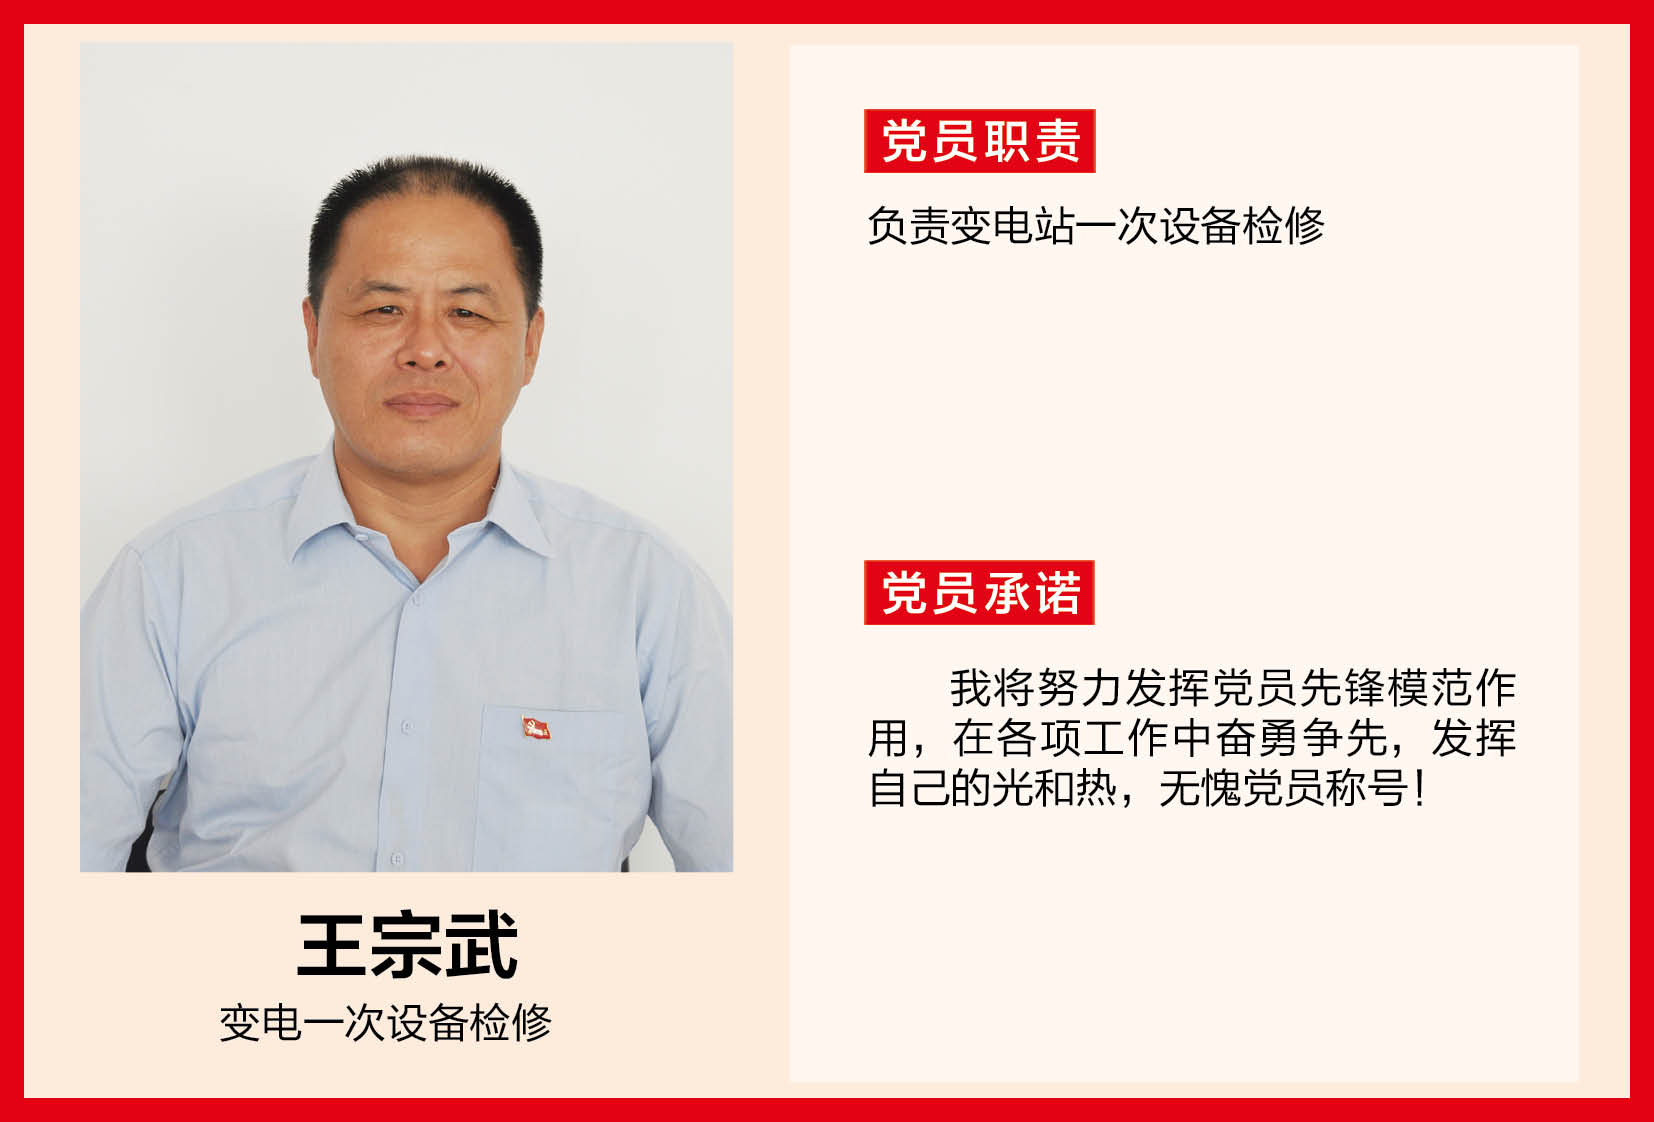 党员职责
负责变电站一次设备检修
党员承诺
我将努力发挥党员先锋模范作
用，在各项工作中奋勇争先，发挥
自己的光和热，无愧党员称号！
王宗武
变电一次设备检修